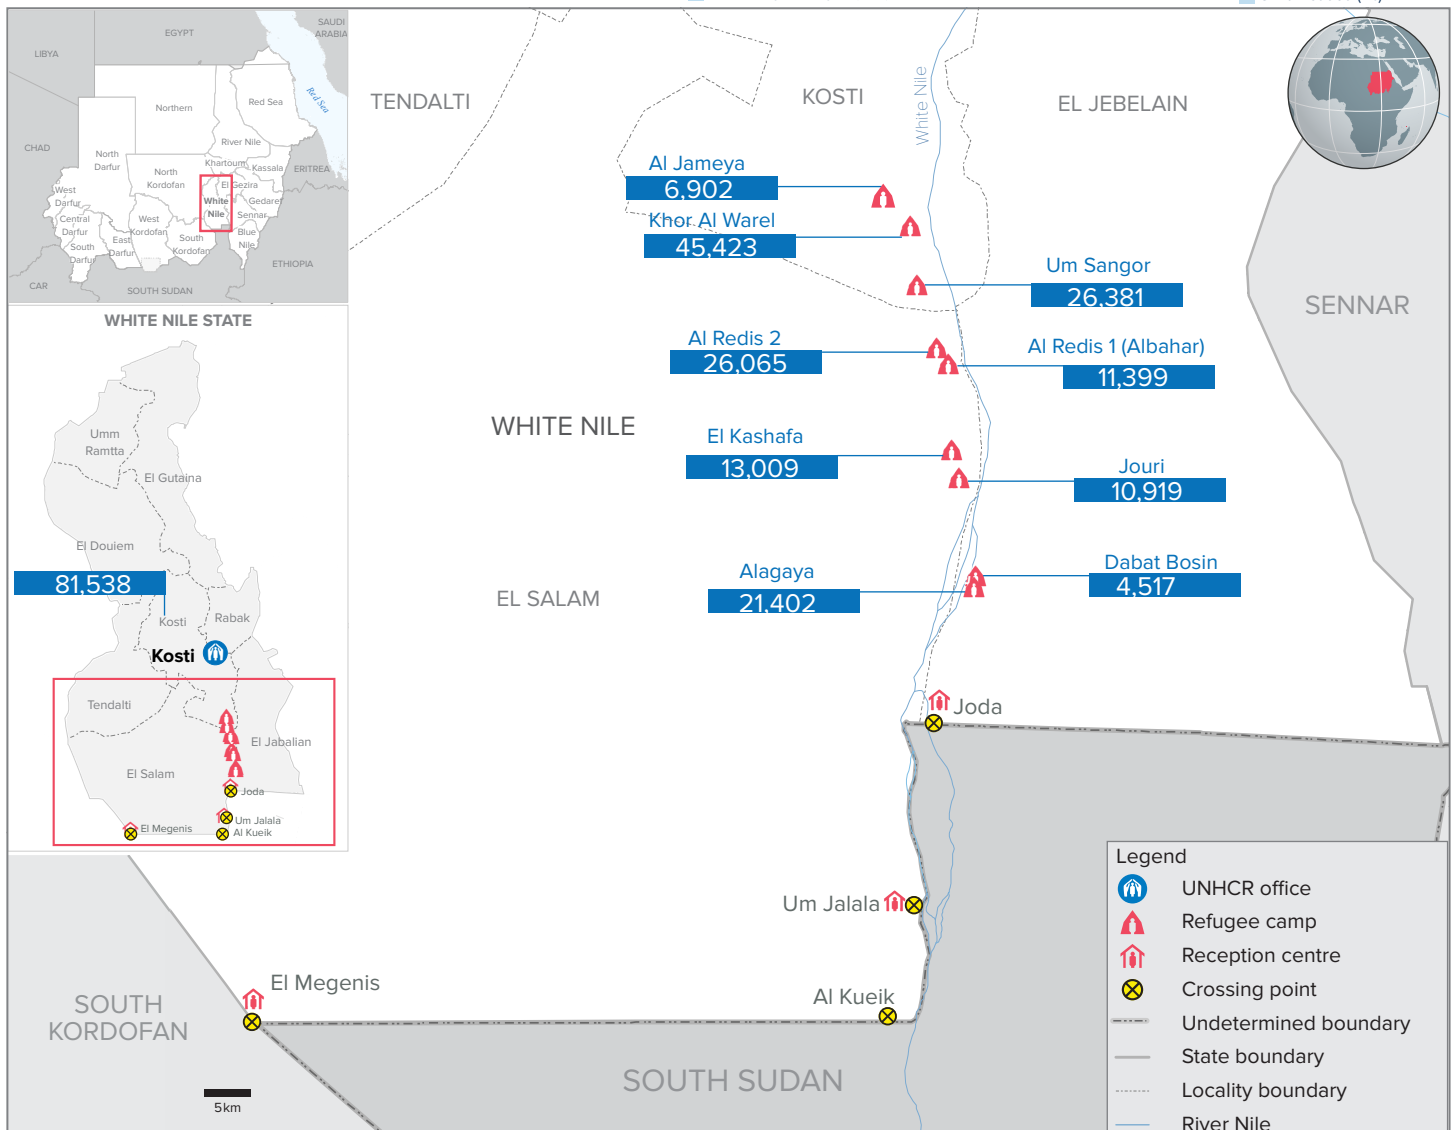 SAUDI
ARABIA
EGYPT
LIBYA
Red Sea
Northern
Red Sea
CHAD
River Nile
North
Darfur
Khartoum
Kassala
ERITREA
North
Kordofan
El Gezira
West
Darfur
White
Nile
Gedaref
Sennar
Central
Darfur
West
Kordofan
Blue
Nile
South
Darfur
East
Darfur
South
Kordofan
ETHIOPIA
CAR
SOUTH SUDAN
WHITE NILE STATE
Umm
Ramtta
El Gutaina
El Douiem
81,538
Kosti
Rabak
Kosti
Tendalti
El Jabalian
El Salam
Joda
Um Jalala
El Megenis
Al Kueik
TENDALTI
KOSTI
White Nile
EL JEBELAIN
Al Jameya
6,902
Khor Al Warel
45,423
Um Sangor
26,381
SENNAR
Al Redis 2
26,065
Al Redis 1 (Albahar)
11,399
WHITE NILE
El Kashafa
13,009
Jouri
10,919
EL SALAM
Alagaya
21,402
Dabat Bosin
4,517
Joda
Um Jalala
El Megenis
Al Kueik
SOUTH
KORDOFAN
SOUTH SUDAN
5km
Legend
UNHCR office
Refugee camp
Reception centre
Crossing point
Undetermined boundary
State boundary
Locality boundary
River Nile